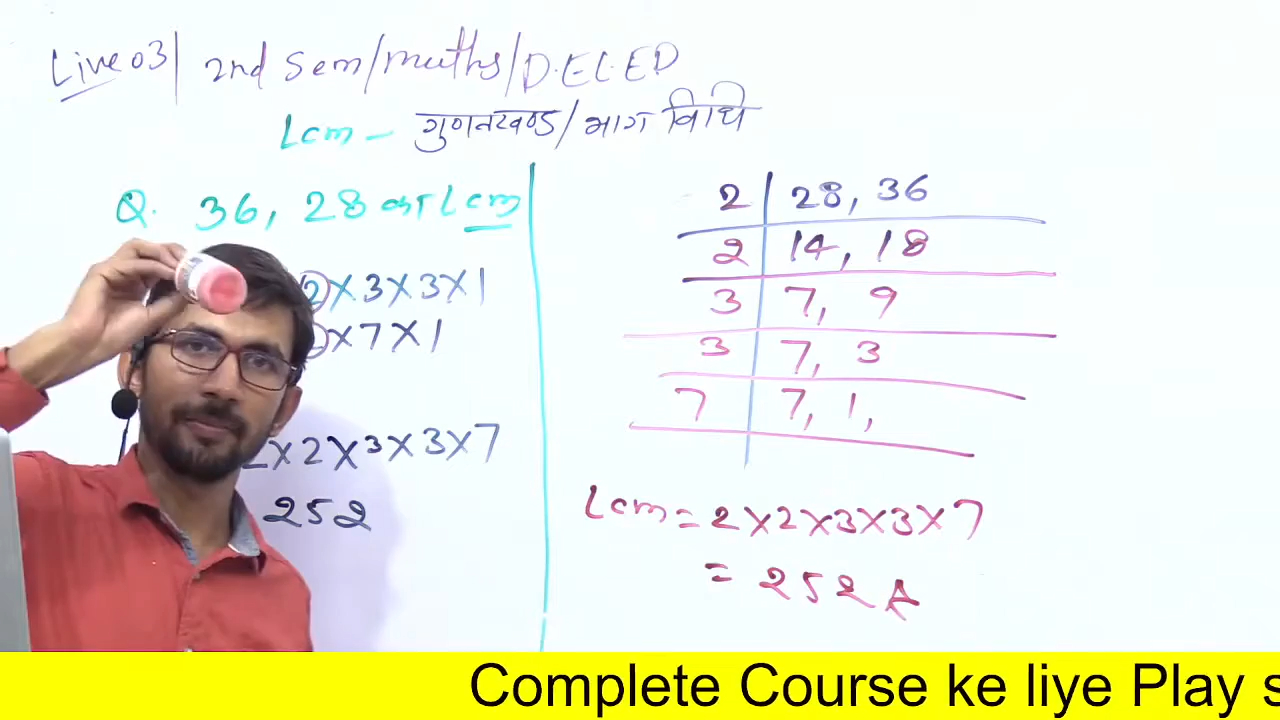 Live 03| 2nd Sem/Maths/D.EL.ED
Lcm - गुणनखण्ड/भाग विधि
Q. 36, 28 का Lcm
2×3×3×1
×7×1
2×2×3×3×7
252
2 | 28, 36
2 | 14, 18
3 | 7, 9
3 | 7, 3
7 | 7, 1,
Lcm = 2×2×3×3×7
= 252 A
Complete Course ke liye Play s